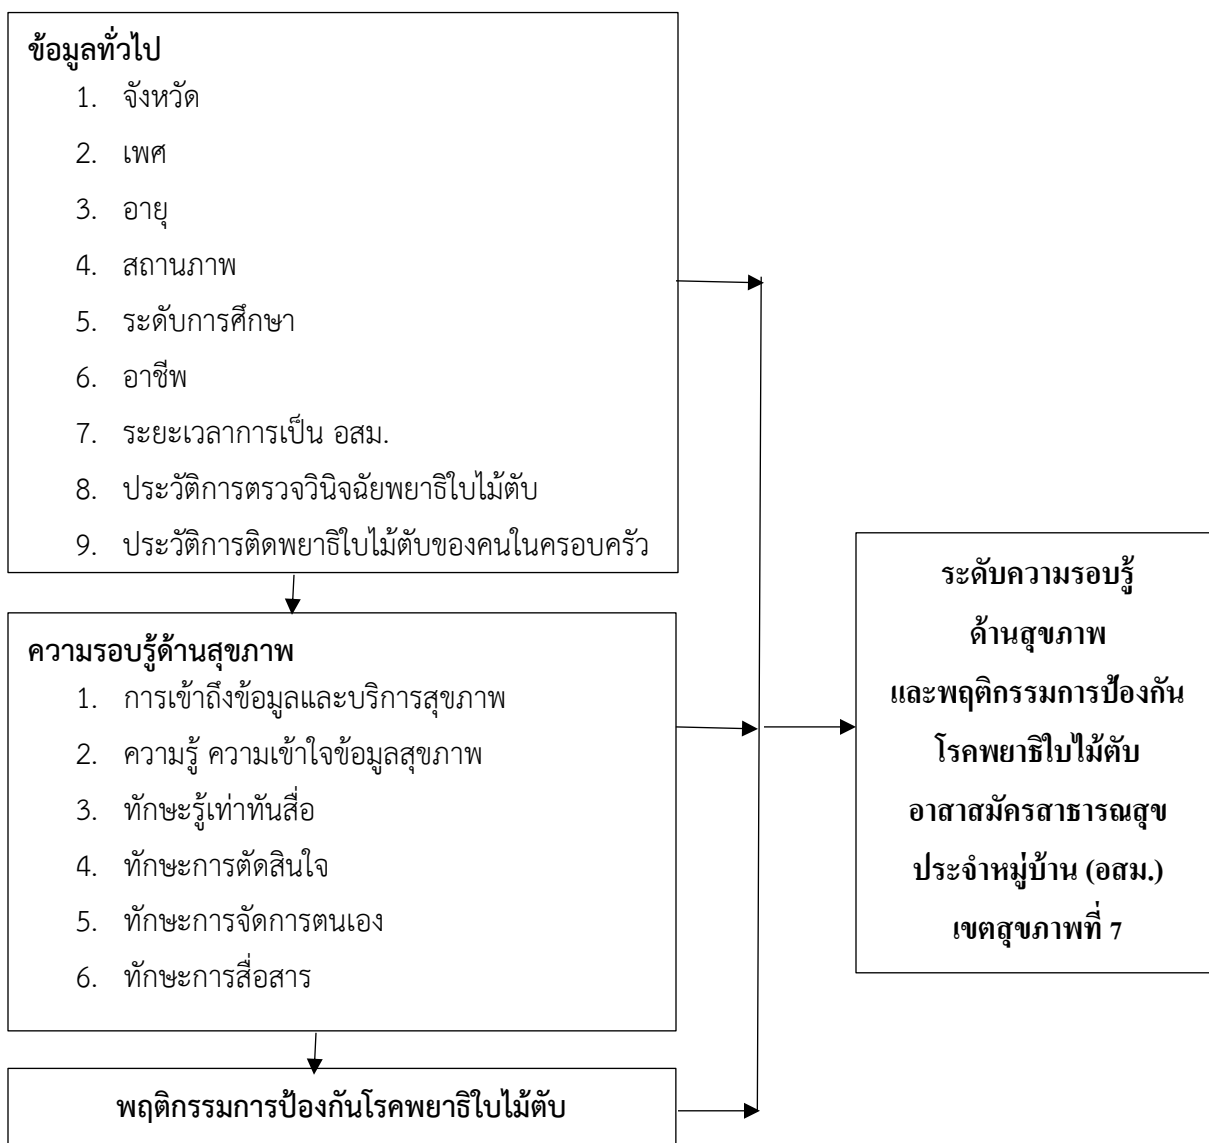 ข้อมูลทั่วไป
1. จังหวัด
2. เพศ
3. อายุ
4. สถานภาพ
5. ระดับการศึกษา
6. อาชีพ
7. ระยะเวลาการเป็น อสม.
8. ประวัติการตรวจวินิจฉัยพยาธิใบไม้ตับ
9. ประวัติการติดพยาธิใบไม้ตับของคนในครอบครัว
ความรอบรู้ด้านสุขภาพ
1. การเข้าถึงข้อมูลและบริการสุขภาพ
2. ความรู้ ความเข้าใจข้อมูลสุขภาพ
3. ทักษะรู้เท่าทันสื่อ
4. ทักษะการตัดสินใจ
5. ทักษะการจัดการตนเอง
6. ทักษะการสื่อสาร
พฤติกรรมการป้องกันโรคพยาธิใบไม้ตับ
ระดับความรอบรู้
ด้านสุขภาพ
และพฤติกรรมการป้องกัน
โรคพยาธิใบไม้ตับ
อาสาสมัครสาธารณสุข
ประจำหมู่บ้าน (อสม.)
เขตสุขภาพที่ 7